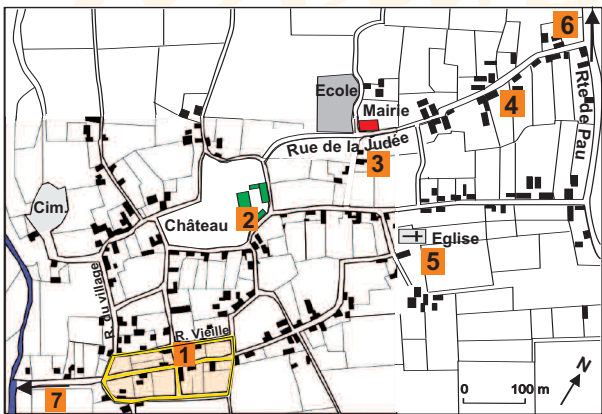 6
Ecole
Mairie
Rte de Pau
4
Rue de la Judée
3
Cim.
Château
2
Eglise
5
R. du village
R. Vieille
1
7
0 100 m
N